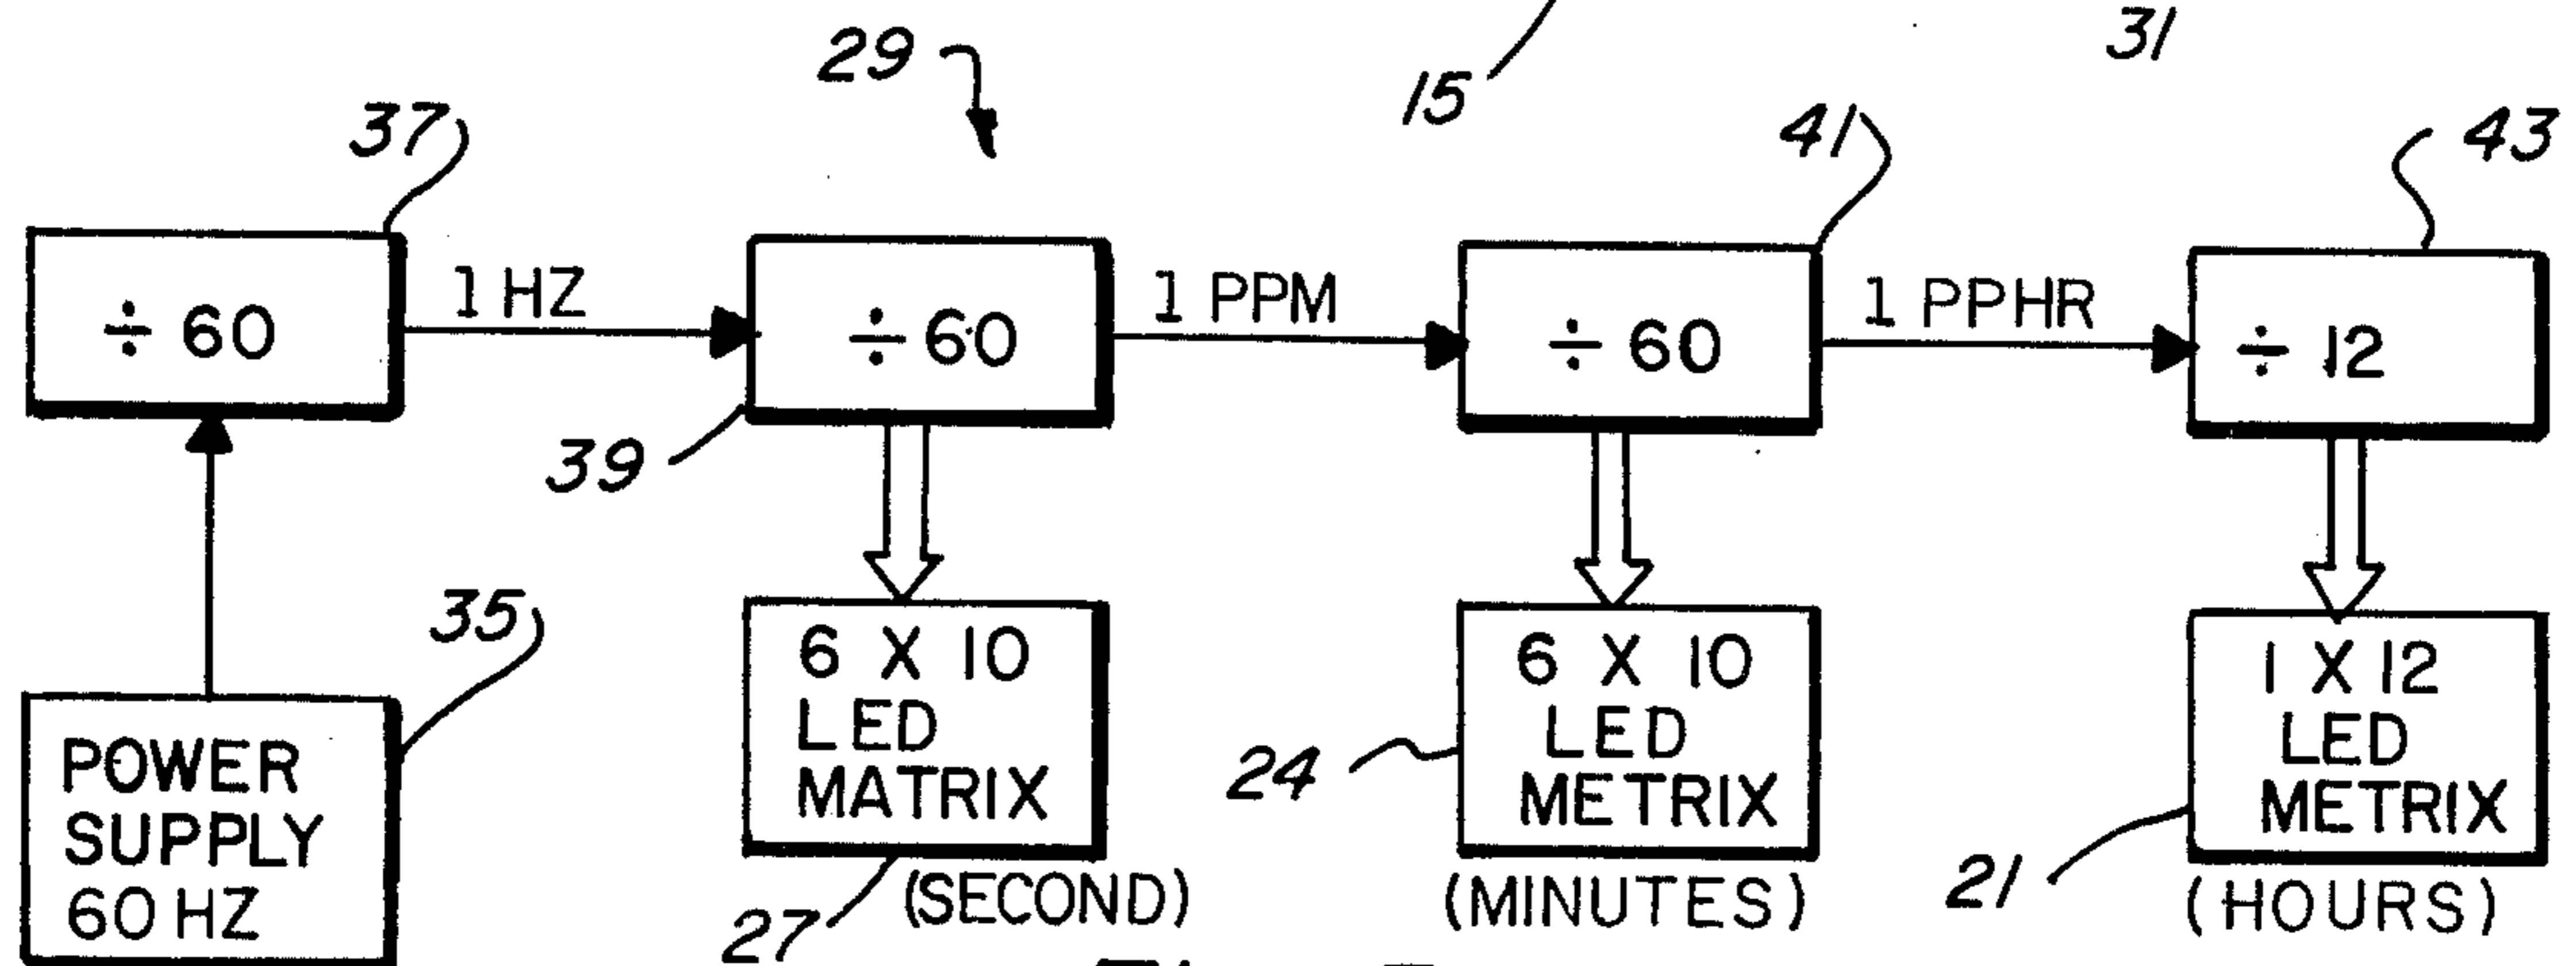 29
15
31
37
41
43
÷ 60
1 HZ
÷ 60
1 PPM
÷ 60
1 PPHR
÷ 12
39
35
POWER
SUPPLY
60 HZ
6 X 10
LED
MATRIX
27
(SECOND)
24
6 X 10
LED
METRIX
(MINUTES)
21
1 X 12
LED
METRIX
(HOURS)